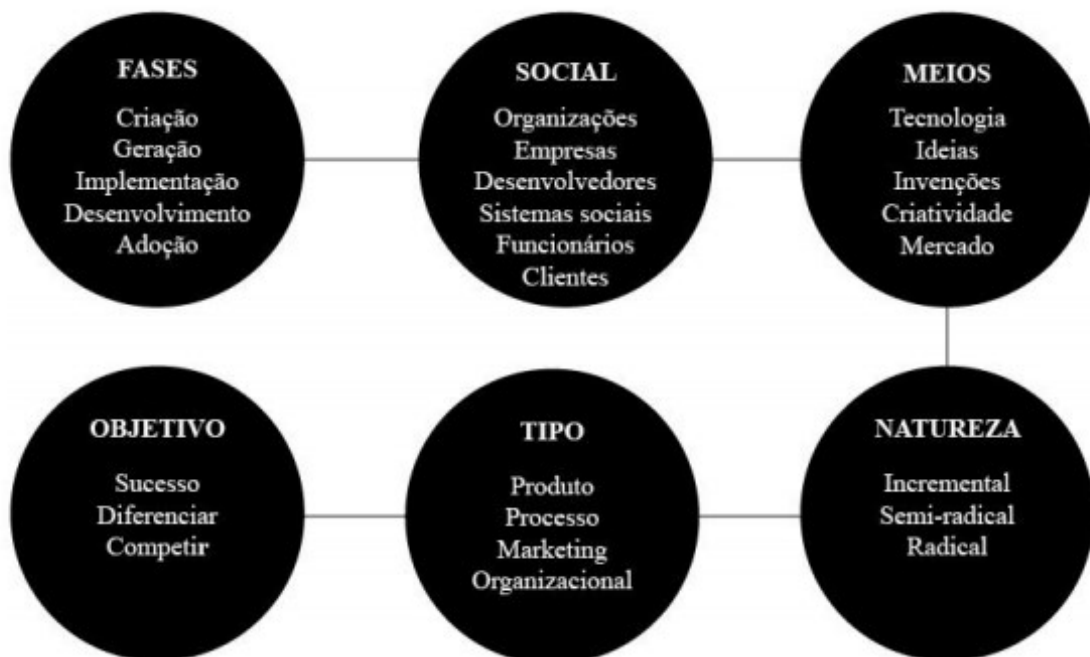 FASES
Criação
Geração
Implementação
Desenvolvimento
Adoção
SOCIAL
Organizações
Empresas
Desenvolvedores
Sistemas sociais
Funcionários
Clientes
MEIOS
Tecnologia
Ideias
Invenções
Criatividade
Mercado
OBJETIVO
Sucesso
Diferenciar
Competir
TIPO
Produto
Processo
Marketing
Organizacional
NATUREZA
Incremental
Semi-radical
Radical